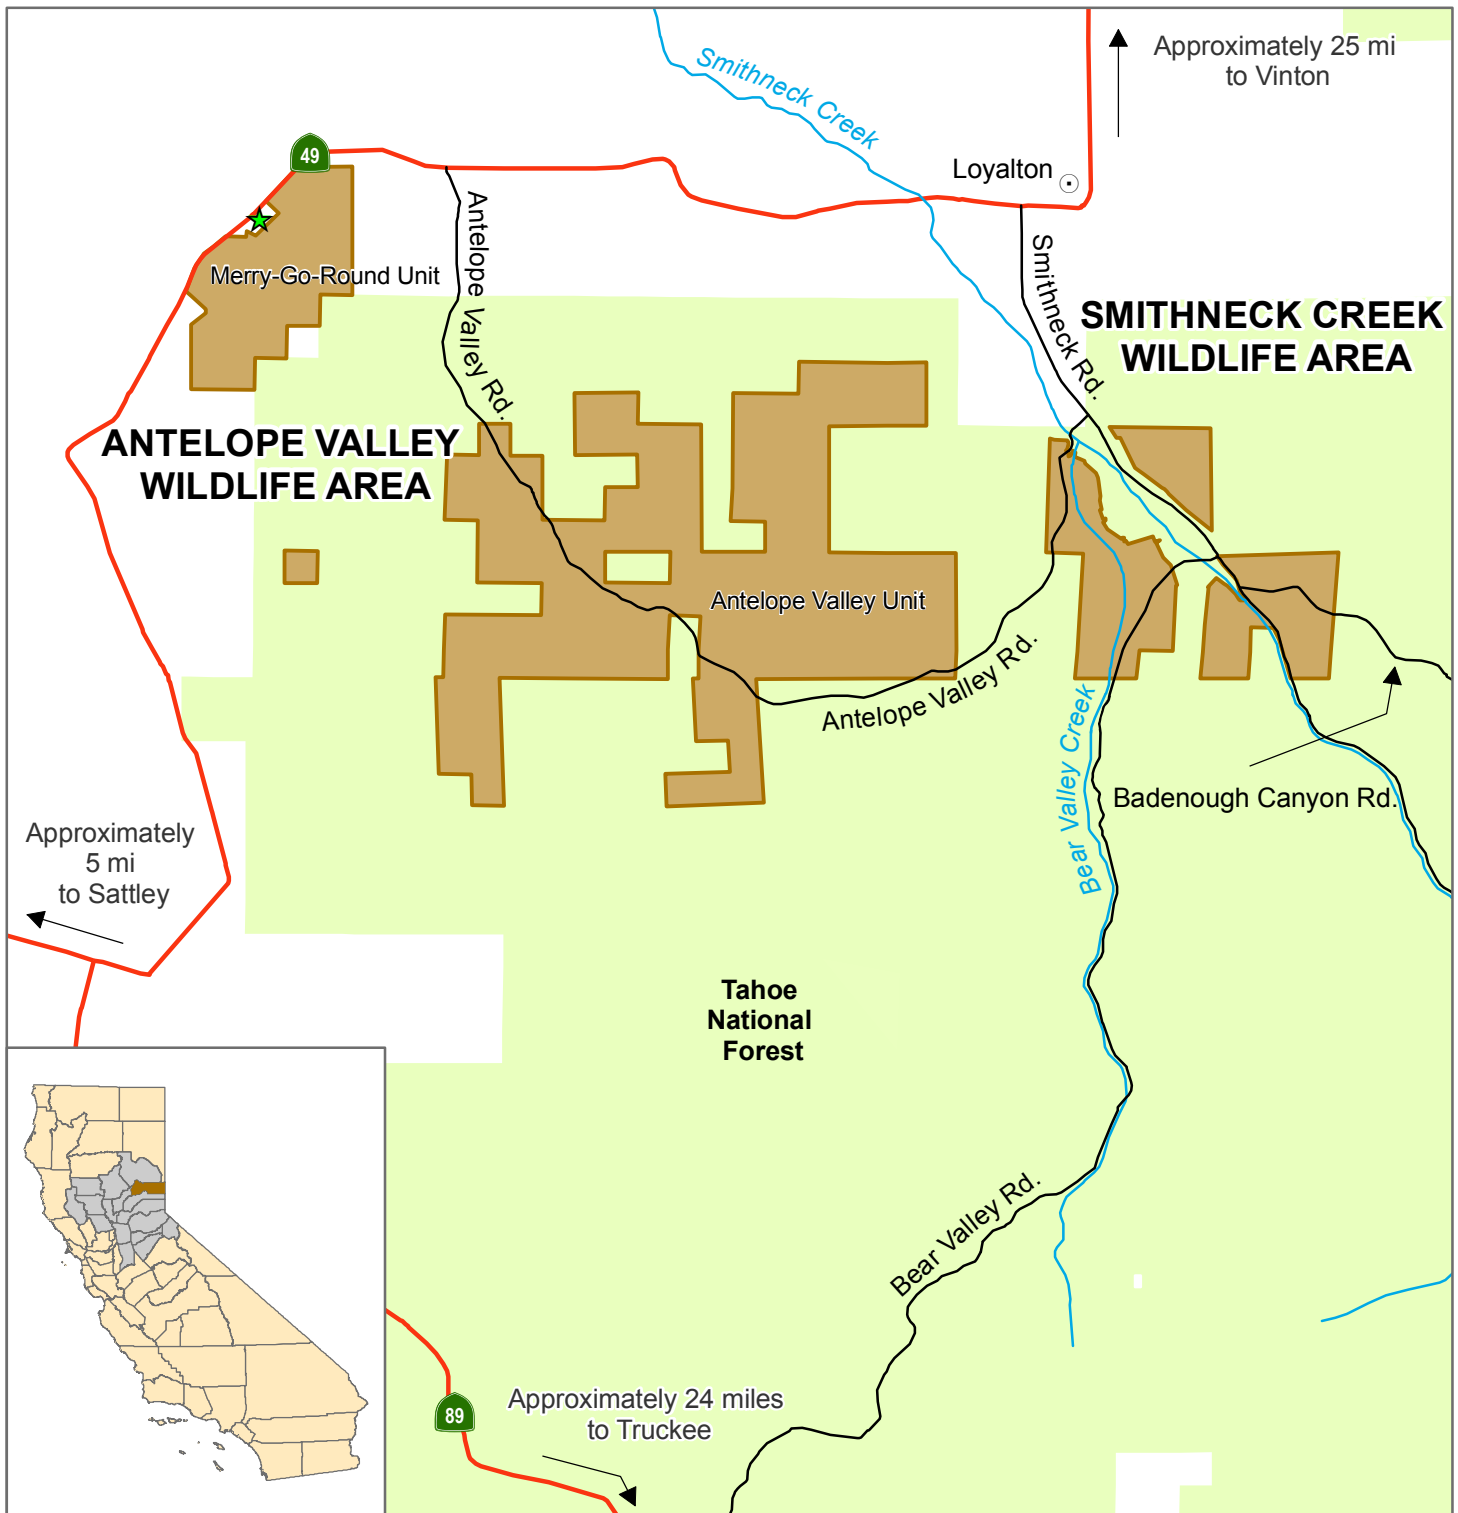 Approximately 25 mi
to Vinton
Smithneck Creek
49
Loyalton
Antelope Valley Rd.
Smithneck Rd.
Merry-Go-Round Unit
SMITHNECK CREEK
WILDLIFE AREA
ANTELOPE VALLEY
WILDLIFE AREA
Antelope Valley Unit
Antelope Valley Rd.
Bear Valley Creek
Badenough Canyon Rd.
Approximately
5 mi
to Sattley
Tahoe
National
Forest
Bear Valley Rd.
89
Approximately 24 miles
to Truckee